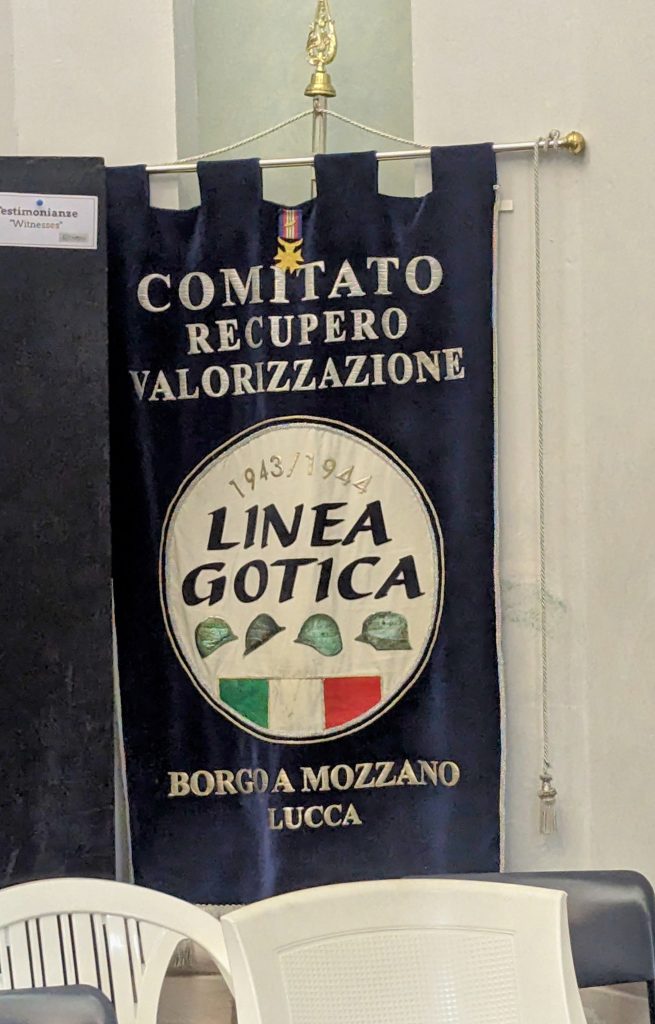 Testimonianze
"Witnesses"
COMITATO
RECUPERO
VALORIZZAZIONE
1943/1944
LINEA
GOTICA
BORGO A MOZZANO
LUCCA